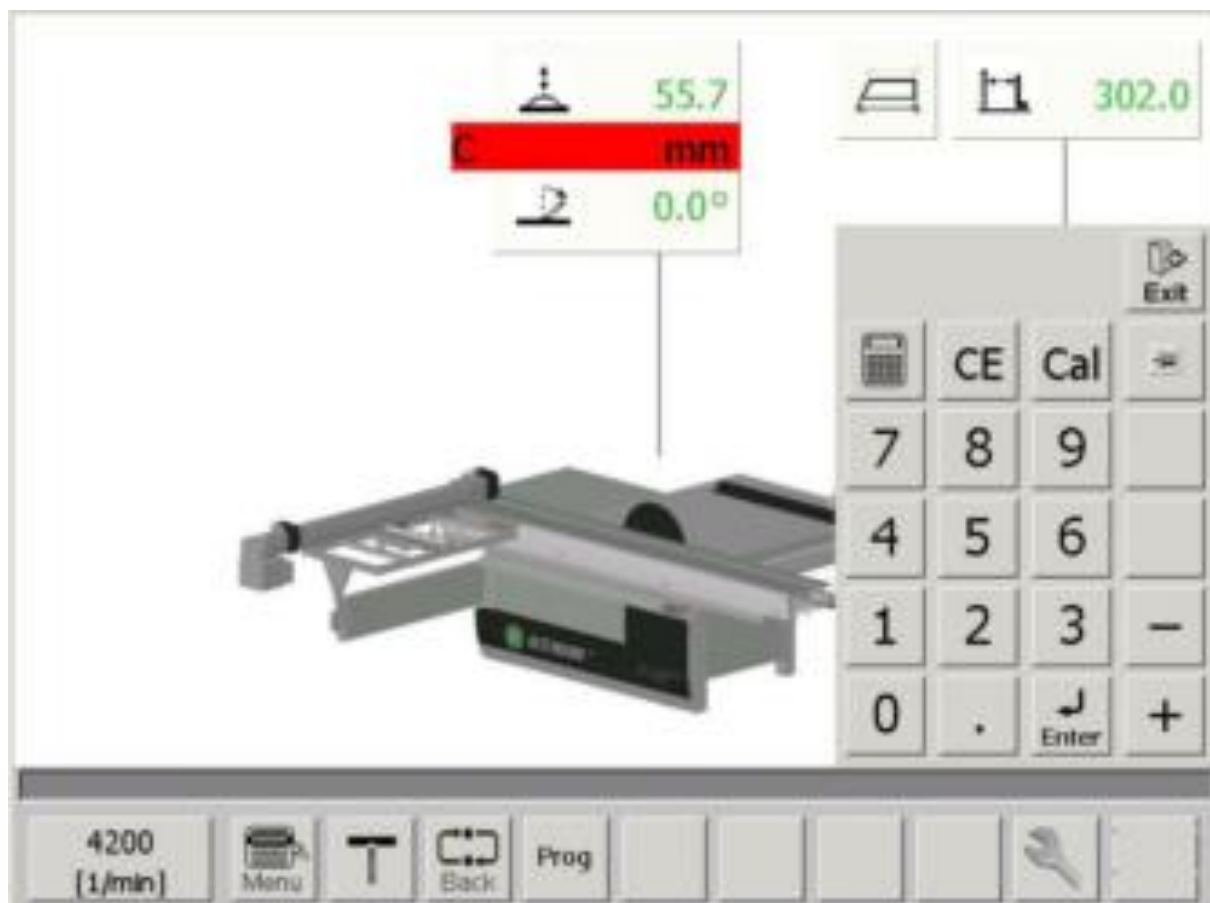 55.7
302.0
C mm
0.0°
Exit
CE Cal
7 8 9
4 5 6
1 2 3 −
0 . Enter +
4200
[1/min]
Menu
Back
Prog